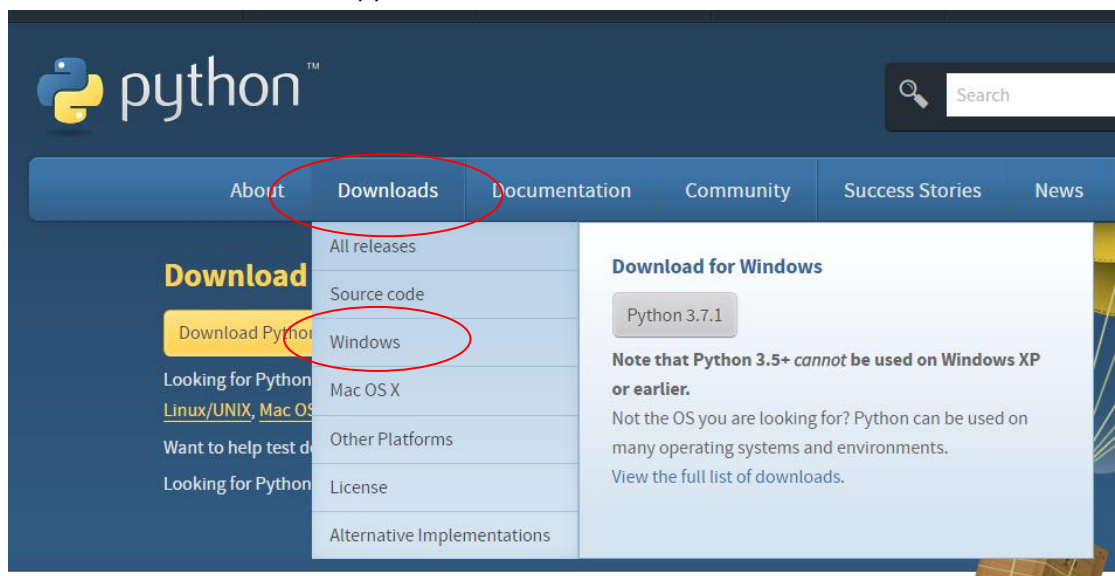 python™
Search
About Downloads Documentation Community Success Stories News
All releases
Source code
Windows
Mac OS X
Other Platforms
License
Alternative Implementations
Download for Windows
Python 3.7.1
Note that Python 3.5+ cannot be used on Windows XP
or earlier.
Not the OS you are looking for? Python can be used on
many operating systems and environments.
View the full list of downloads.
Download
Download Python
Looking for Python
Linux/UNIX, Mac OS
Want to help test
Looking for Python